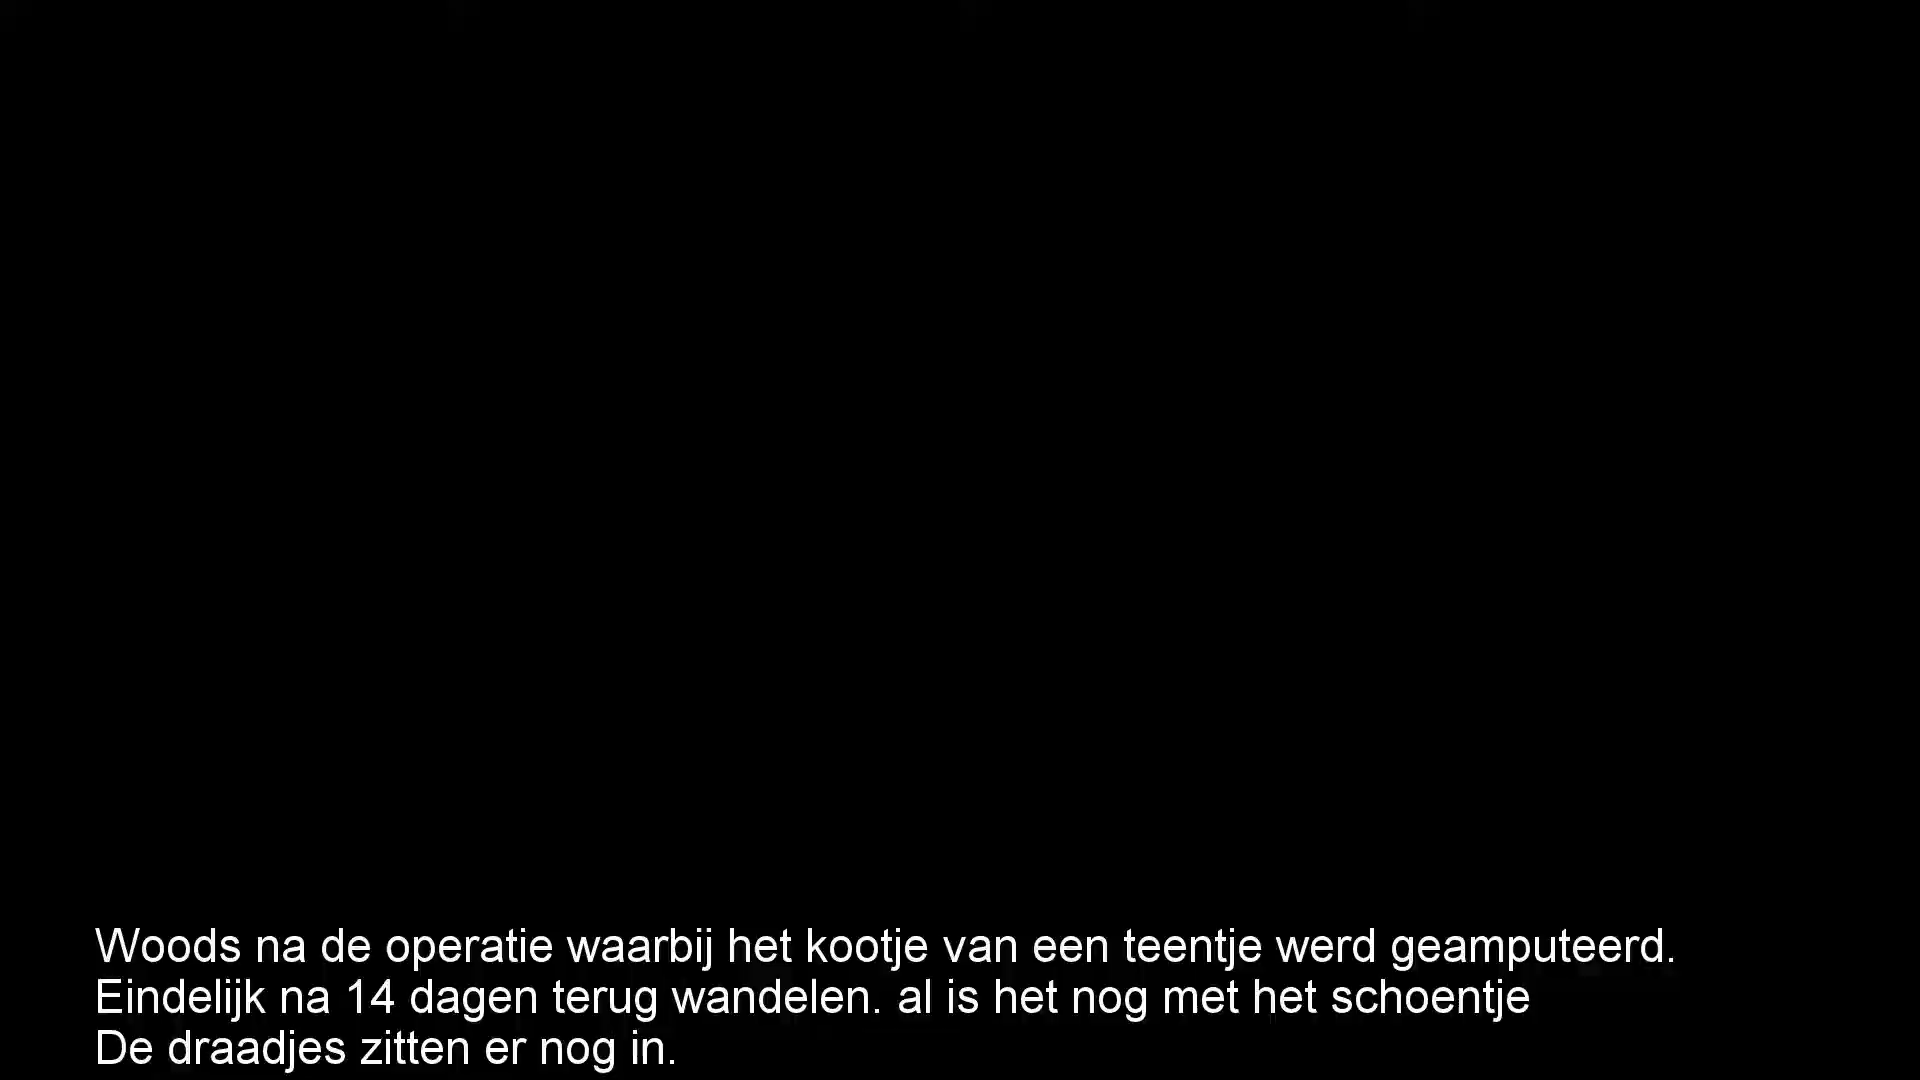 Woods na de operatie waarbij het kootje van een teentje werd geamputeerd.
Eindelijk na 14 dagen terug wandelen. al is het nog met het schoentje
De draadjes zitten er nog in.